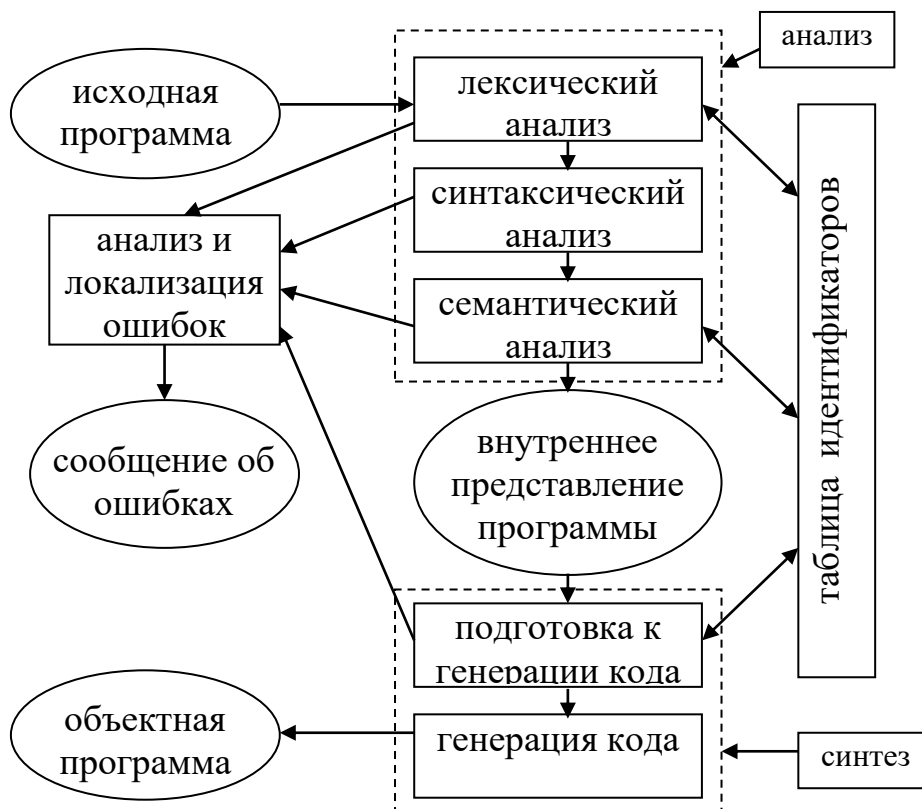 анализ
исходная
программа
лексический
анализ
синтаксический
анализ
анализ и
локализация
ошибок
семантический
анализ
таблица идентификаторов
сообщение об
ошибках
внутреннее
представление
программы
подготовка к
генерации кода
объектная
программа
генерация кода
синтез